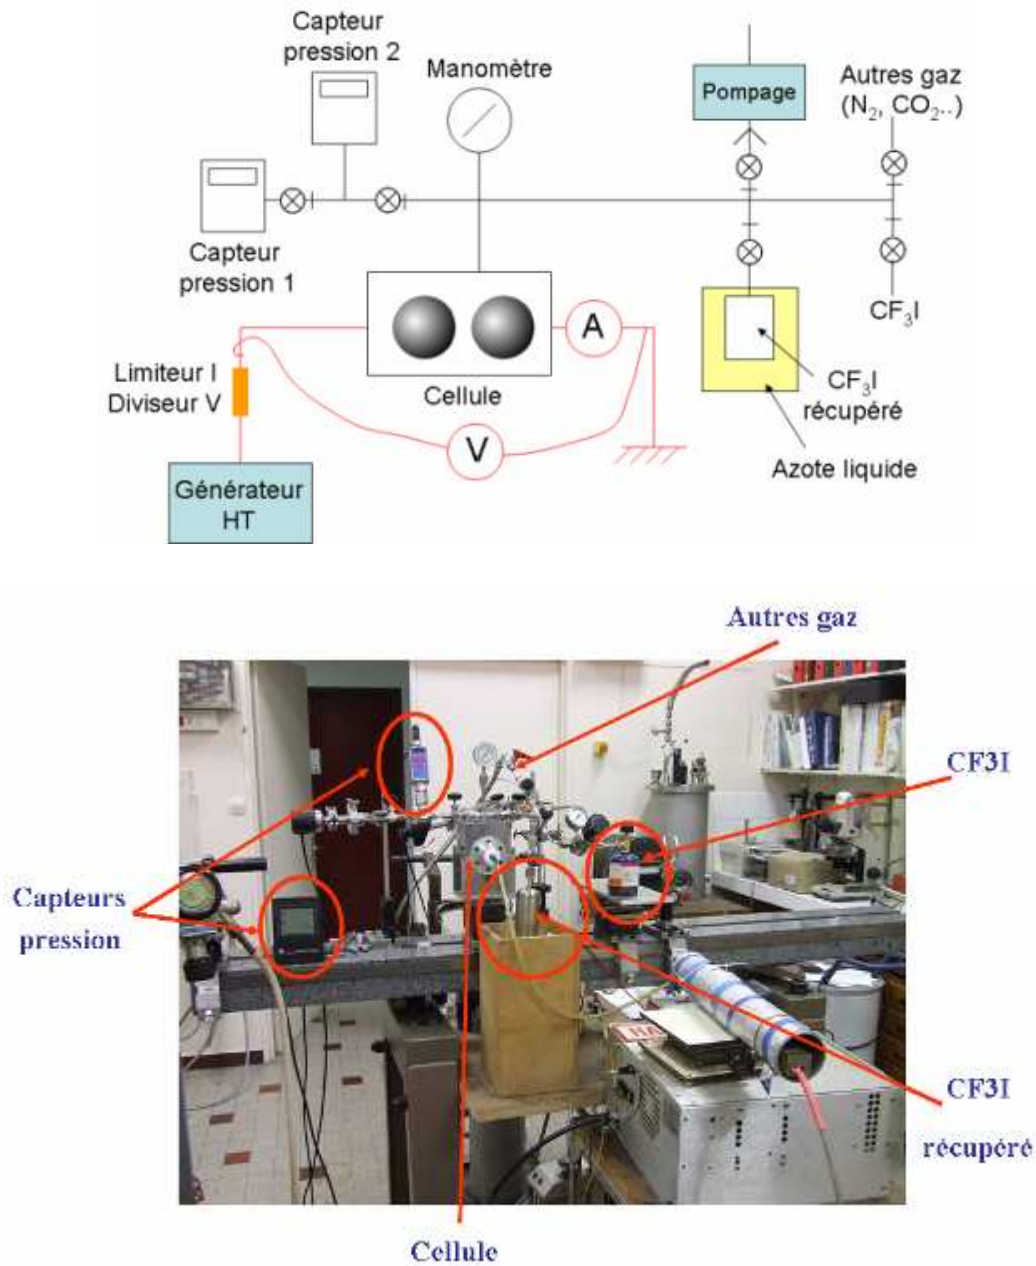 Capteur
pression 2
Manomètre
Pompage
Autres gaz
(N2, CO2..)
Capteur
pression 1
A
CF3I
Limiteur I
Diviseur V
Cellule
CF3I
récupéré
V
Azote liquide
Générateur
HT
Autres gaz
CF3I
Capteurs
pression
CF3I
récupéré
Cellule